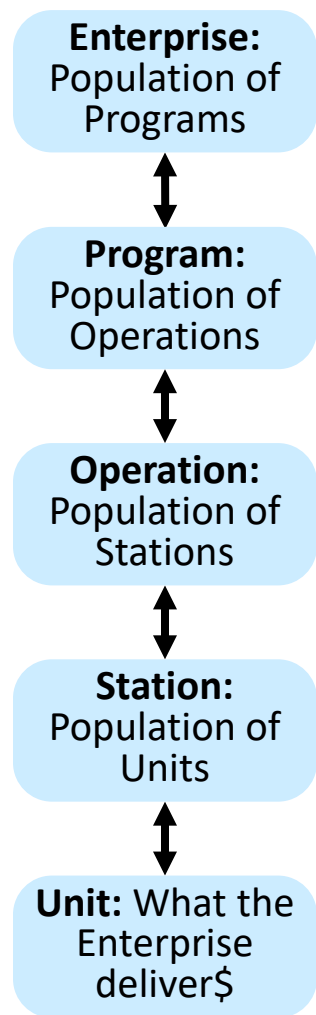 Enterprise:
Population of
Programs
Program:
Population of
Operations
Operation:
Population of
Stations
Station:
Population of
Units
Unit: What the
Enterprise
deliver$